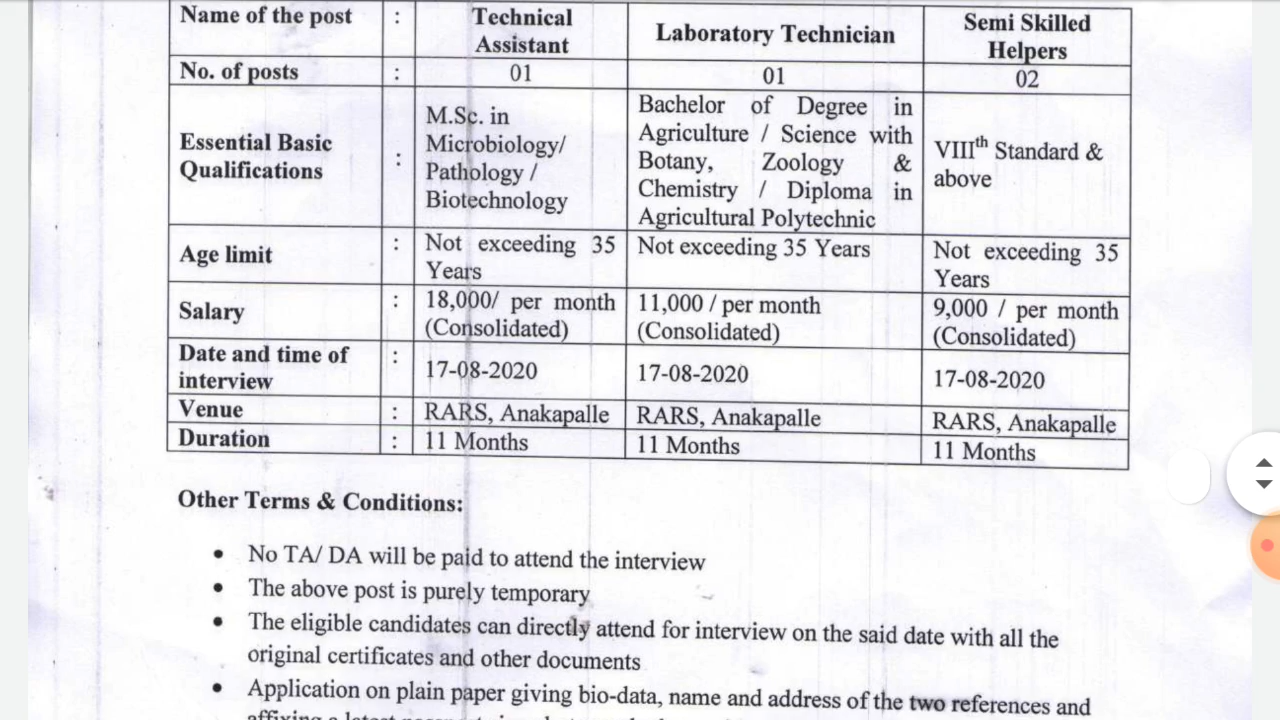 Name of the post : Technical Assistant Laboratory Technician Semi Skilled Helpers
No. of posts : 01 01 02
Essential Basic Qualifications : M.Sc. in Microbiology/ Pathology / Biotechnology Bachelor of Degree in Agriculture / Science with Botany, Zoology & Chemistry / Diploma in Agricultural Polytechnic VIIIth Standard & above
Age limit : Not exceeding 35 Years Not exceeding 35 Years Not exceeding 35 Years
Salary : 18,000/ per month (Consolidated) 11,000 / per month (Consolidated) 9,000 / per month (Consolidated)
Date and time of interview : 17-08-2020 17-08-2020 17-08-2020
Venue : RARS, Anakapalle RARS, Anakapalle RARS, Anakapalle
Duration : 11 Months 11 Months 11 Months
Other Terms & Conditions:
• No TA/ DA will be paid to attend the interview
• The above post is purely temporary
• The eligible candidates can directly attend for interview on the said date with all the
original certificates and other documents
• Application on plain paper giving bio-data, name and address of the two references and